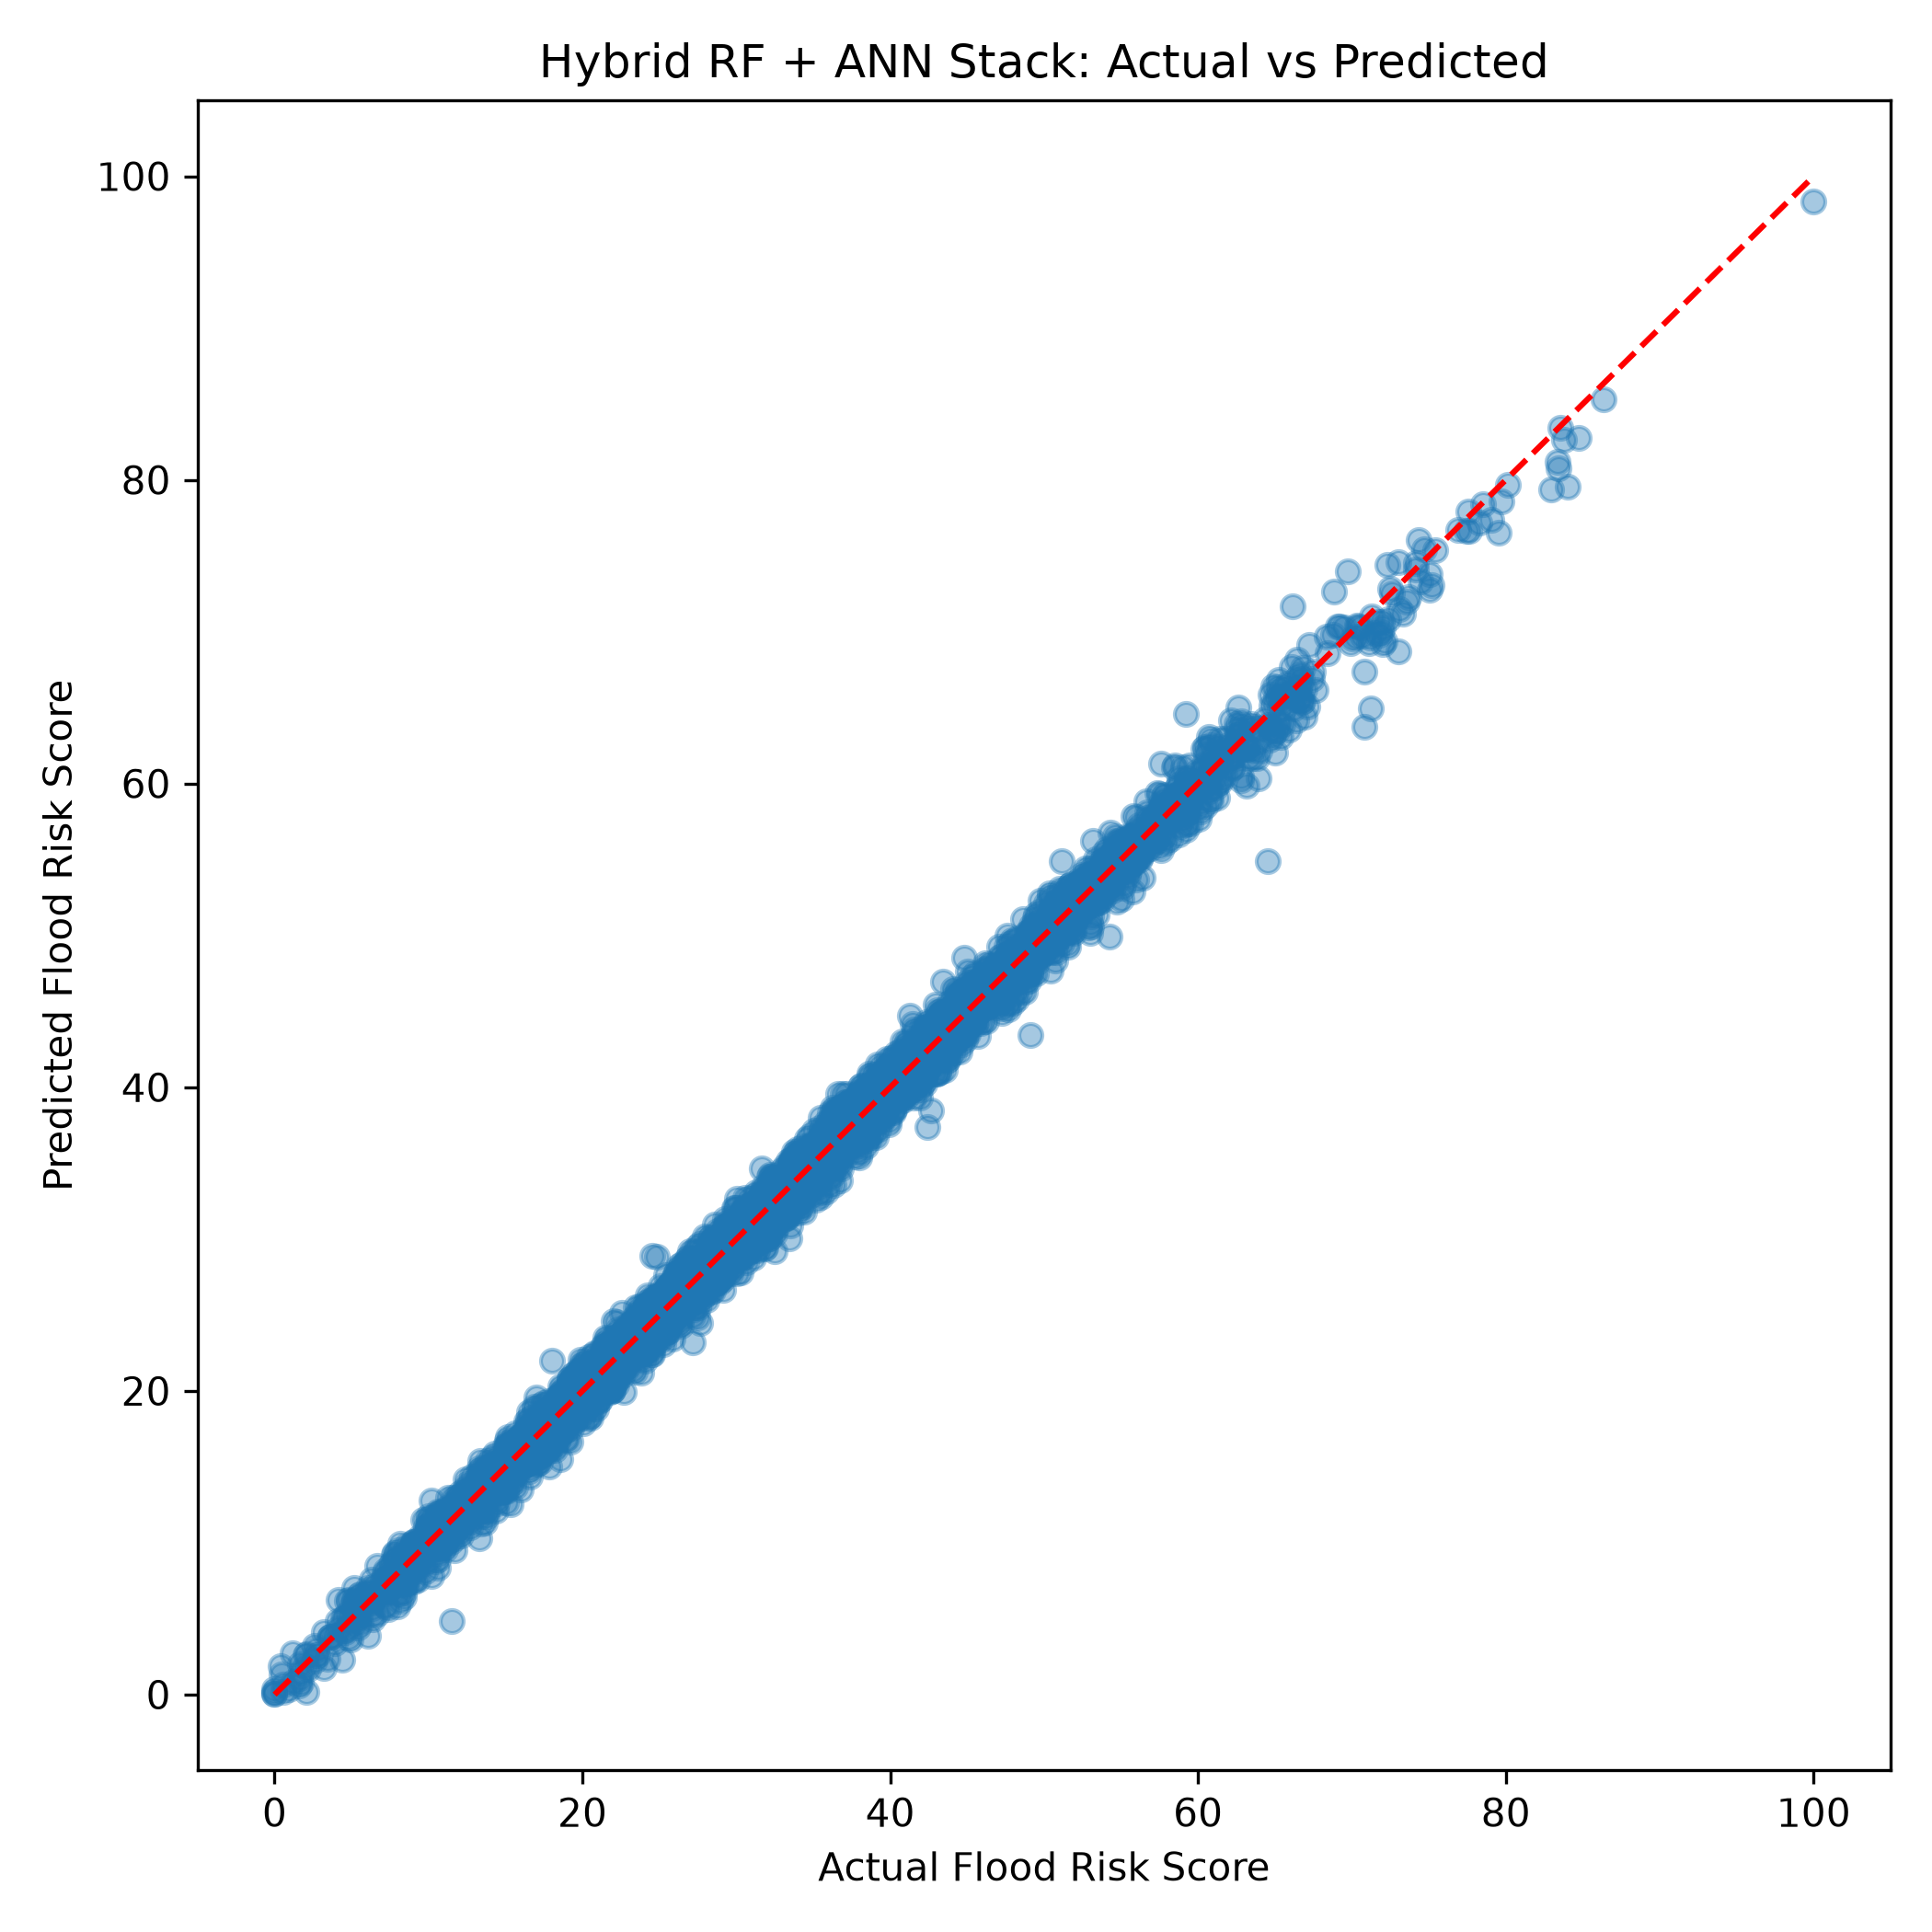 Hybrid RF + ANN Stack: Actual vs Predicted
100
80
60
40
20
0
Predicted Flood Risk Score
0 20 40 60 80 100
Actual Flood Risk Score